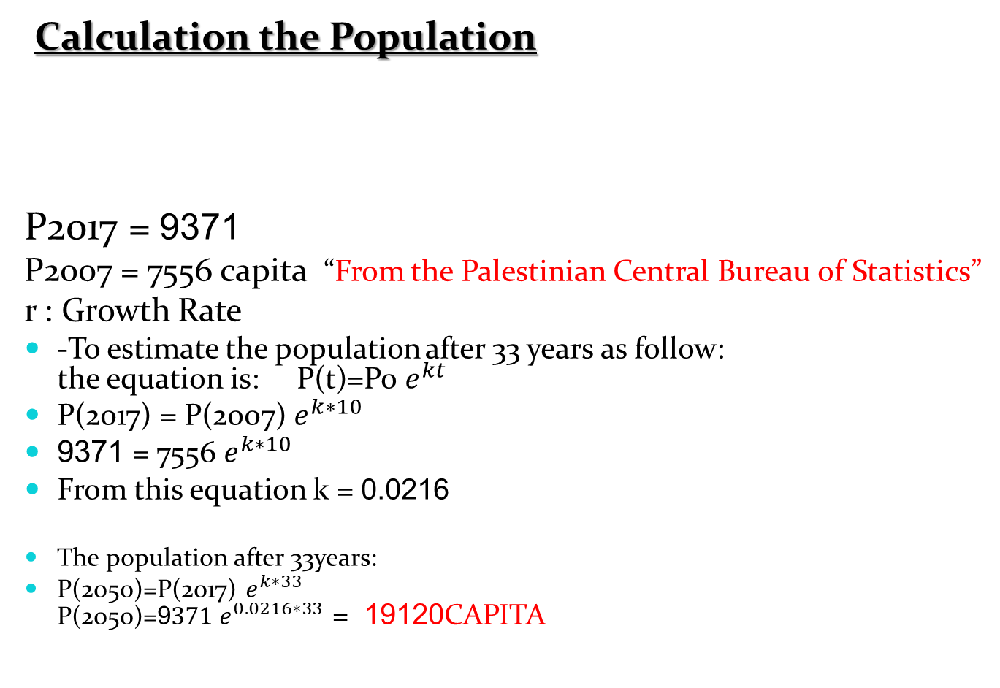 Calculation the Population
P2017 = 9371
P2007 = 7556 capita “From the Palestinian Central Bureau of Statistics”
r : Growth Rate
• -To estimate the population after 33 years as follow:
the equation is: P(t)=Po 𝑒^𝑘𝑡
• P(2017) = P(2007) 𝑒^𝑘∗10
• 9371 = 7556 𝑒^𝑘∗10
• From this equation k = 0.0216
• The population after 33years:
• P(2050)=P(2017) 𝑒^𝑘∗33
P(2050)=9371 𝑒^0.0216∗33 = 19120CAPITA